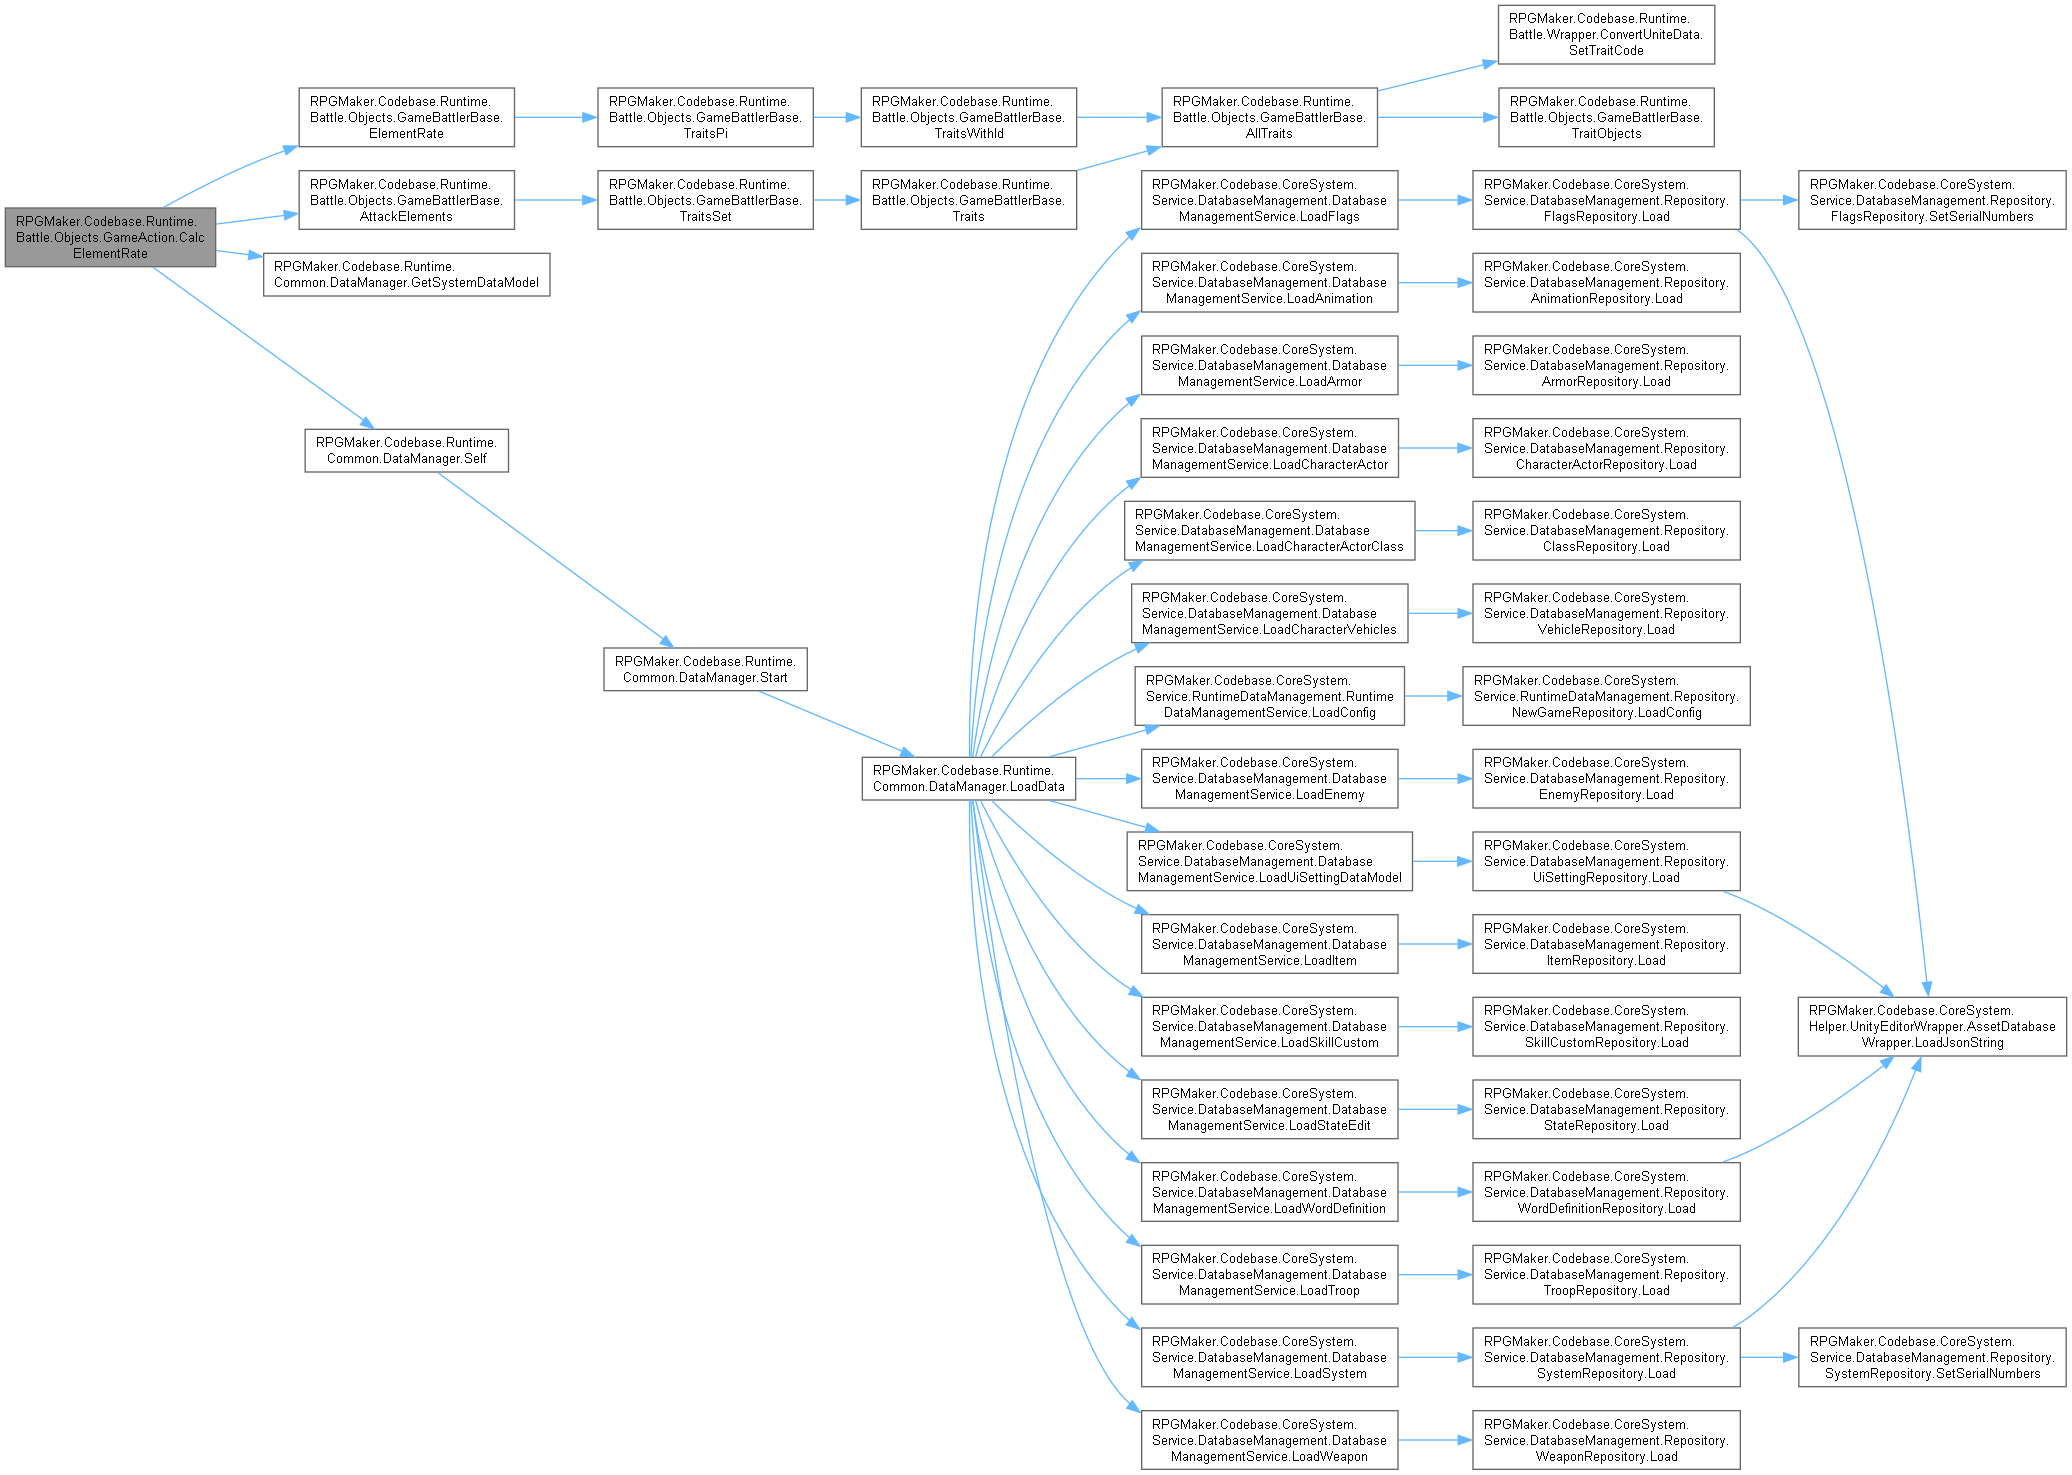 RPGMaker.Codebase.Runtime.
Battle.Objects.GameAction.Calc
ElementRate
RPGMaker.Codebase.Runtime.
Battle.Objects.GameBattlerBase.
ElementRate
RPGMaker.Codebase.Runtime.
Battle.Objects.GameBattlerBase.
TraitsPi
RPGMaker.Codebase.Runtime.
Battle.Objects.GameBattlerBase.
TraitsWithId
RPGMaker.Codebase.Runtime.
Battle.Objects.GameBattlerBase.
AllTraits
RPGMaker.Codebase.Runtime.
Battle.Wrapper.ConvertUniteData.
SetTraitCode
RPGMaker.Codebase.Runtime.
Battle.Objects.GameBattlerBase.
TraitObjects
RPGMaker.Codebase.Runtime.
Battle.Objects.GameBattlerBase.
AttackElements
RPGMaker.Codebase.Runtime.
Battle.Objects.GameBattlerBase.
TraitsSet
RPGMaker.Codebase.Runtime.
Battle.Objects.GameBattlerBase.
Traits
RPGMaker.Codebase.Runtime.
Common.DataManager.GetSystemDataModel
RPGMaker.Codebase.Runtime.
Common.DataManager.Self
RPGMaker.Codebase.Runtime.
Common.DataManager.Start
RPGMaker.Codebase.Runtime.
Common.DataManager.LoadData
RPGMaker.Codebase.CoreSystem.
Service.DatabaseManagement.Database
ManagementService.LoadFlags
RPGMaker.Codebase.CoreSystem.
Service.DatabaseManagement.Repository.
FlagsRepository.Load
RPGMaker.Codebase.CoreSystem.
Service.DatabaseManagement.Repository.
FlagsRepository.SetSerialNumbers
RPGMaker.Codebase.CoreSystem.
Service.DatabaseManagement.Database
ManagementService.LoadAnimation
RPGMaker.Codebase.CoreSystem.
Service.DatabaseManagement.Repository.
AnimationRepository.Load
RPGMaker.Codebase.CoreSystem.
Service.DatabaseManagement.Database
ManagementService.LoadArmor
RPGMaker.Codebase.CoreSystem.
Service.DatabaseManagement.Repository.
ArmorRepository.Load
RPGMaker.Codebase.CoreSystem.
Service.DatabaseManagement.Database
ManagementService.LoadCharacterActor
RPGMaker.Codebase.CoreSystem.
Service.DatabaseManagement.Repository.
CharacterActorRepository.Load
RPGMaker.Codebase.CoreSystem.
Service.DatabaseManagement.Database
ManagementService.LoadCharacterActorClass
RPGMaker.Codebase.CoreSystem.
Service.DatabaseManagement.Repository.
ClassRepository.Load
RPGMaker.Codebase.CoreSystem.
Service.DatabaseManagement.Database
ManagementService.LoadCharacterVehicles
RPGMaker.Codebase.CoreSystem.
Service.DatabaseManagement.Repository.
VehicleRepository.Load
RPGMaker.Codebase.CoreSystem.
Service.RuntimeDataManagement.Runtime
DataManagementService.LoadConfig
RPGMaker.Codebase.CoreSystem.
Service.RuntimeDataManagement.Repository.
NewGameRepository.LoadConfig
RPGMaker.Codebase.CoreSystem.
Service.DatabaseManagement.Database
ManagementService.LoadEnemy
RPGMaker.Codebase.CoreSystem.
Service.DatabaseManagement.Repository.
EnemyRepository.Load
RPGMaker.Codebase.CoreSystem.
Service.DatabaseManagement.Database
ManagementService.LoadUiSettingDataModel
RPGMaker.Codebase.CoreSystem.
Service.DatabaseManagement.Repository.
UiSettingRepository.Load
RPGMaker.Codebase.CoreSystem.
Service.DatabaseManagement.Database
ManagementService.LoadItem
RPGMaker.Codebase.CoreSystem.
Service.DatabaseManagement.Repository.
ItemRepository.Load
RPGMaker.Codebase.CoreSystem.
Service.DatabaseManagement.Database
ManagementService.LoadSkillCustom
RPGMaker.Codebase.CoreSystem.
Service.DatabaseManagement.Repository.
SkillCustomRepository.Load
RPGMaker.Codebase.CoreSystem.
Helper.UnityEditorWrapper.AssetDatabase
Wrapper.LoadJsonString
RPGMaker.Codebase.CoreSystem.
Service.DatabaseManagement.Database
ManagementService.LoadStateEdit
RPGMaker.Codebase.CoreSystem.
Service.DatabaseManagement.Repository.
StateRepository.Load
RPGMaker.Codebase.CoreSystem.
Service.DatabaseManagement.Database
ManagementService.LoadWordDefinition
RPGMaker.Codebase.CoreSystem.
Service.DatabaseManagement.Repository.
WordDefinitionRepository.Load
RPGMaker.Codebase.CoreSystem.
Service.DatabaseManagement.Database
ManagementService.LoadTroop
RPGMaker.Codebase.CoreSystem.
Service.DatabaseManagement.Repository.
TroopRepository.Load
RPGMaker.Codebase.CoreSystem.
Service.DatabaseManagement.Database
ManagementService.LoadSystem
RPGMaker.Codebase.CoreSystem.
Service.DatabaseManagement.Repository.
SystemRepository.Load
RPGMaker.Codebase.CoreSystem.
Service.DatabaseManagement.Repository.
SystemRepository.SetSerialNumbers
RPGMaker.Codebase.CoreSystem.
Service.DatabaseManagement.Database
ManagementService.LoadWeapon
RPGMaker.Codebase.CoreSystem.
Service.DatabaseManagement.Repository.
WeaponRepository.Load